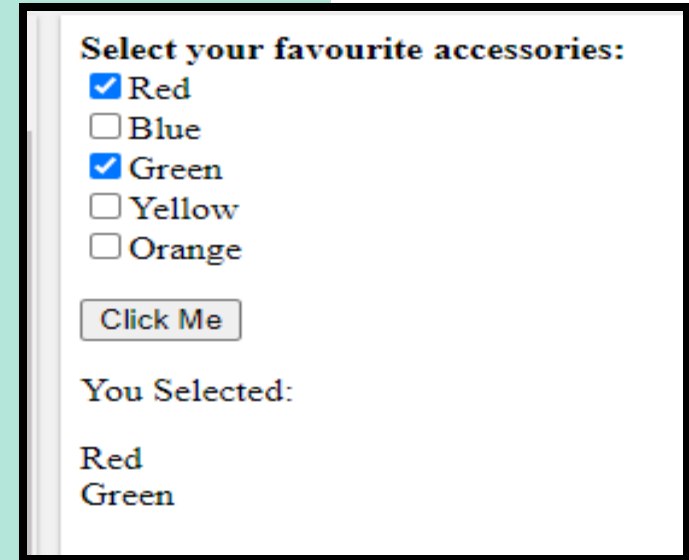 Select your favourite accessories:
Red
Blue
Green
Yellow
Orange
Click Me
You Selected:
Red
Green